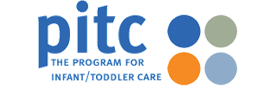 pitc
THE PROGRAM FOR
INFANT/TODDLER CARE